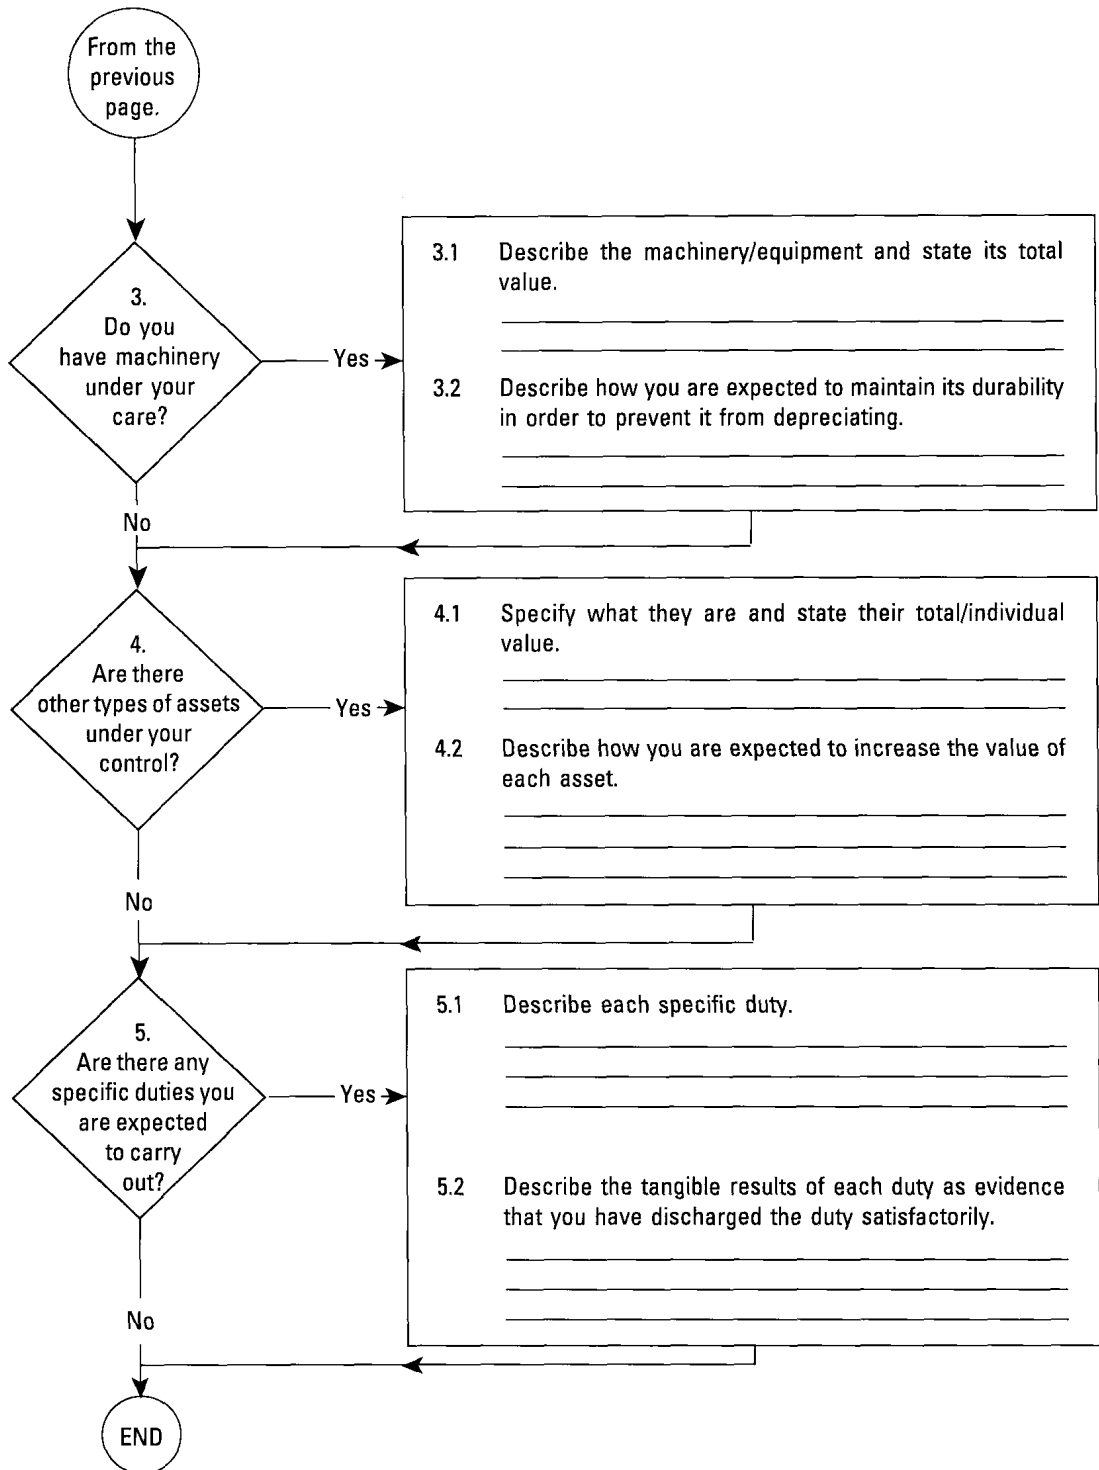 From the
previous
page.
3.
Do you
have machinery
under your
care?
Yes
3.1 Describe the machinery/equipment and state its total
value.
3.2 Describe how you are expected to maintain its durability
in order to prevent it from depreciating.
No
4.
Are there
other types of assets
under your
control?
Yes
4.1 Specify what they are and state their total/individual
value.
4.2 Describe how you are expected to increase the value of
each asset.
No
5.
Are there any
specific duties you
are expected
to carry
out?
Yes
5.1 Describe each specific duty.
5.2 Describe the tangible results of each duty as evidence
that you have discharged the duty satisfactorily.
No
END